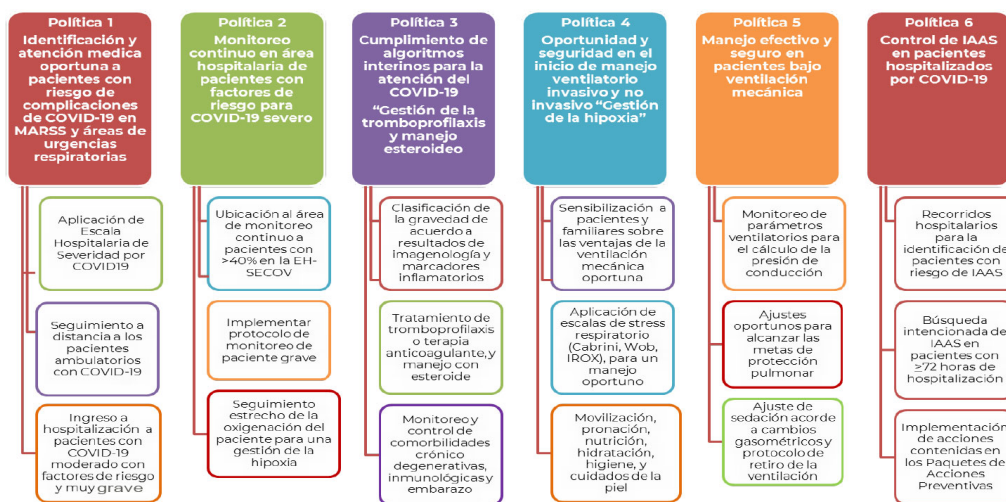 Política 1
Identificación y
atención medica
oportuna a
pacientes con
riesgo de
complicaciones
de COVID-19 en
MARSS y áreas de
urgencias
respiratorias
Aplicación de
Escala
Hospitalaria de
Severidad por
COVID19
Seguimiento a
distancia a los
pacientes
ambulatorios
con COVID-19
Ingreso a
hospitalización a
pacientes con
COVID-19
moderado con
factores de riesgo
y muy grave
Política 2
Monitoreo
continuo en área
hospitalaria de
pacientes con
factores de
riesgo para
COVID-19 severo
Ubicación al área
de monitoreo
continuo a
pacientes con
>40% en la EH-
SECOV
Implementar
protocolo de
monitoreo de
paciente grave
Seguimiento
estrecho de la
oxigenación del
paciente para una
gestión de la
hipoxia
Política 3
Cumplimiento de
algoritmos
interinos para la
atención del
COVID-19
“Gestión de la
tromboprofilaxis
y manejo
esteroideo
Clasificación de
la gravedad de
acuerdo a
resultados de
imagenología y
marcadores
inflamatorios
Tratamiento de
tromboprofilaxis
o terapia
anticoagulante, y
manejo con
esteroide
Monitoreo y
control de
comorbilidades
crónico
degenerativas,
inmunológicas y
embarazo
Política 4
Oportunidad y
seguridad en el
inicio de manejo
ventilatorio
invasivo y no
invasivo “Gestión
de la hipoxia”
Sensibilización a
pacientes y
familiares sobre
las ventajas de la
ventilación
mecánica
oportuna
Aplicación de
escalas de stress
respiratorio
(Cabrini, Wob,
IROX), para un
manejo
oportuno
Movilización,
pronación,
nutrición,
hidratación,
higiene, y
cuidados de la
piel
Política 5
Manejo efectivo y
seguro en
pacientes bajo
ventilación
mecánica
Monitoreo de
parámetros
ventilatorios para
el cálculo de la
presión de
conducción
Ajustes
oportunos para
alcanzar las
metas de
protección
pulmonar
Ajuste de
sedación acorde
a cambios
gasométricos y
protocolo de
retiro de la
ventilación
Política 6
Control de IAAS
en pacientes
hospitalizados
por COVID-19
Recorridos
hospitalarios
para la
identificación de
pacientes con
riesgo de IAAS
Búsqueda
intencionada de
IAAS en
pacientes con
≥72 horas de
hospitalización
Implementación
de acciones
contenidas en
los Paquetes de
Acciones
Preventivas